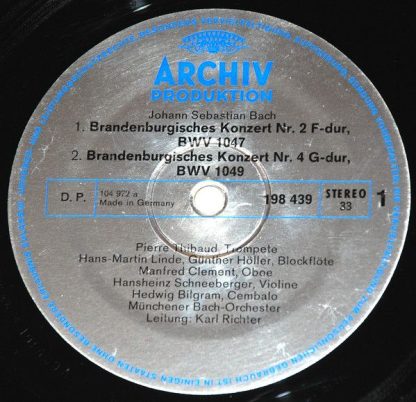 ARCHIV
PRODUKTION
Johann Sebastian Bach
1. Brandenburgisches Konzert Nr. 2 F-dur,
BWV 1047
2. Brandenburgisches Konzert Nr. 4 G-dur,
BWV 1049
D. P.
104 972 a
Made in Germany
198 439
STEREO
33
1
Pierre Thibaud, Trompete
Hans-Martin Linde, Günther Höller, Blockflöte
Manfred Clement, Oboe
Hansheinz Schneeberger, Violine
Hedwig Bilgram, Cembalo
Münchener Bach-Orchester
Leitung: Karl Richter